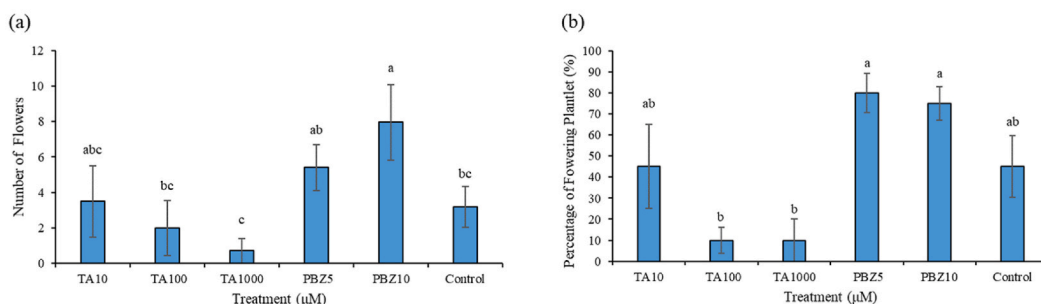 (a)
12
10
8
6
4
2
0
Number of Flowers
abc
bc
c
ab
a
bc
TA10 TA100 TA1000 PBZ5 PBZ10 Control
Treatment (μM)
(b)
100
90
80
70
60
50
40
30
20
10
0
Percentage of Fowering Plantlet (%)
ab
b
b
a
a
ab
TA10 TA100 TA1000 PBZ5 PBZ10 Control
Treatment (μM)